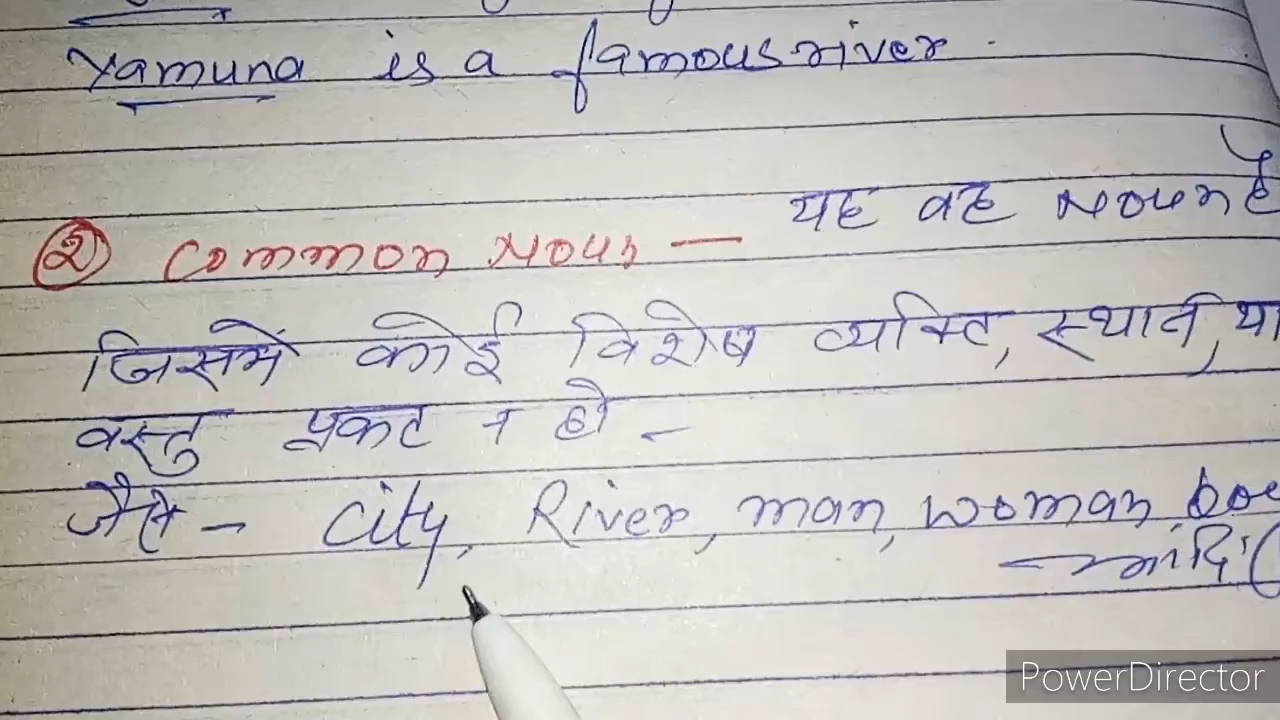 Yamuna is a famous river.
② Common Noun — यह वह Noun है
जिसमें कोई विशेष व्यक्ति, स्थान, या
वस्तु प्रकट न हो -
जैसे - City, River, man, woman,
आदि
PowerDirector